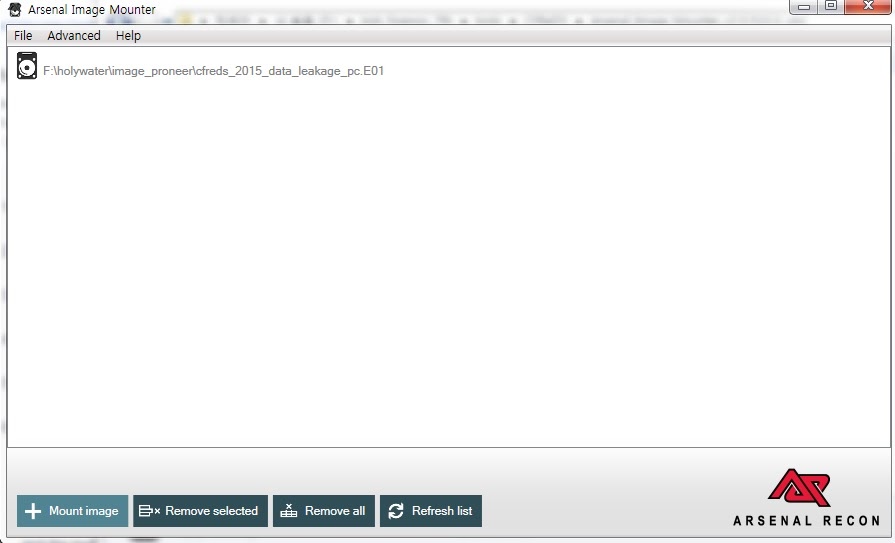 Arsenal Image Mounter
File Advanced Help
F:\holywater\image_proneer\cfreds_2015_data_leakage_pc.E01
Mount image Remove selected Remove all Refresh list
ARSENAL RECON